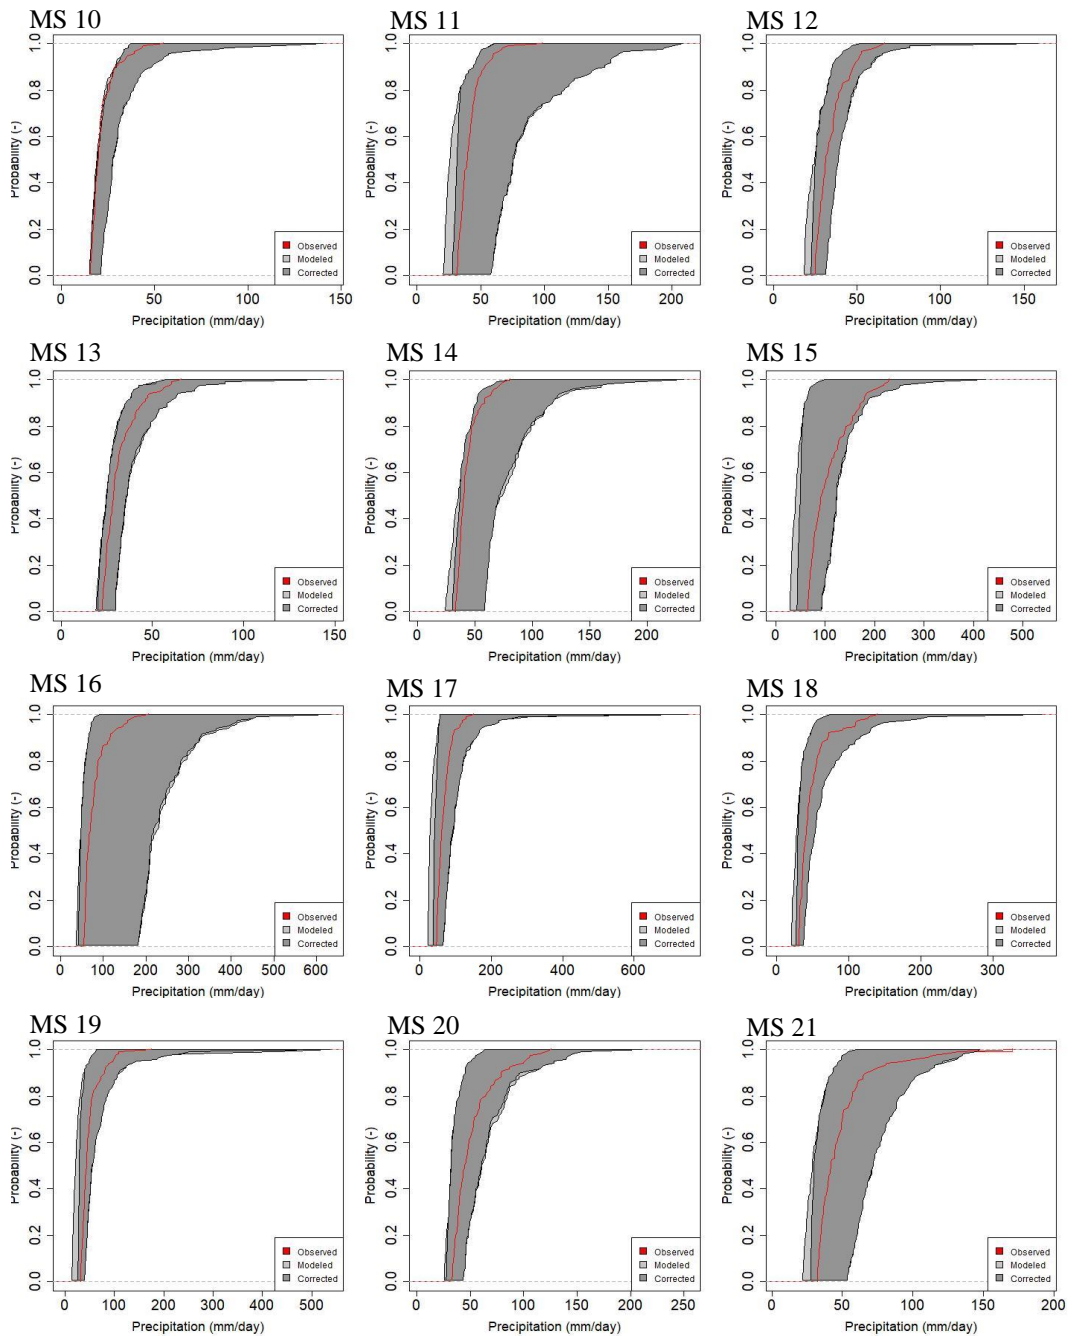 MS 10
Probability (-)
0.0 0.2 0.4 0.6 0.8 1.0
Observed
Modeled
Corrected
0 50 100 150
Precipitation (mm/day)
MS 11
Probability (-)
0.0 0.2 0.4 0.6 0.8 1.0
Observed
Modeled
Corrected
0 50 100 150 200
Precipitation (mm/day)
MS 12
Probability (-)
0.0 0.2 0.4 0.6 0.8 1.0
Observed
Modeled
Corrected
0 50 100 150
Precipitation (mm/day)
MS 13
Probability (-)
0.0 0.2 0.4 0.6 0.8 1.0
Observed
Modeled
Corrected
0 50 100 150
Precipitation (mm/day)
MS 14
Probability (-)
0.0 0.2 0.4 0.6 0.8 1.0
Observed
Modeled
Corrected
0 50 100 150 200
Precipitation (mm/day)
MS 15
Probability (-)
0.0 0.2 0.4 0.6 0.8 1.0
Observed
Modeled
Corrected
0 100 200 300 400 500
Precipitation (mm/day)
MS 16
Probability (-)
0.0 0.2 0.4 0.6 0.8 1.0
Observed
Modeled
Corrected
0 100 200 300 400 500 600
Precipitation (mm/day)
MS 17
Probability (-)
0.0 0.2 0.4 0.6 0.8 1.0
Observed
Modeled
Corrected
0 200 400 600
Precipitation (mm/day)
MS 18
Probability (-)
0.0 0.2 0.4 0.6 0.8 1.0
Observed
Modeled
Corrected
0 100 200 300
Precipitation (mm/day)
MS 19
Probability (-)
0.0 0.2 0.4 0.6 0.8 1.0
Observed
Modeled
Corrected
0 100 200 300 400 500
Precipitation (mm/day)
MS 20
Probability (-)
0.0 0.2 0.4 0.6 0.8 1.0
Observed
Modeled
Corrected
0 50 100 150 200 250
Precipitation (mm/day)
MS 21
Probability (-)
0.0 0.2 0.4 0.6 0.8 1.0
Observed
Modeled
Corrected
0 50 100 150 200
Precipitation (mm/day)